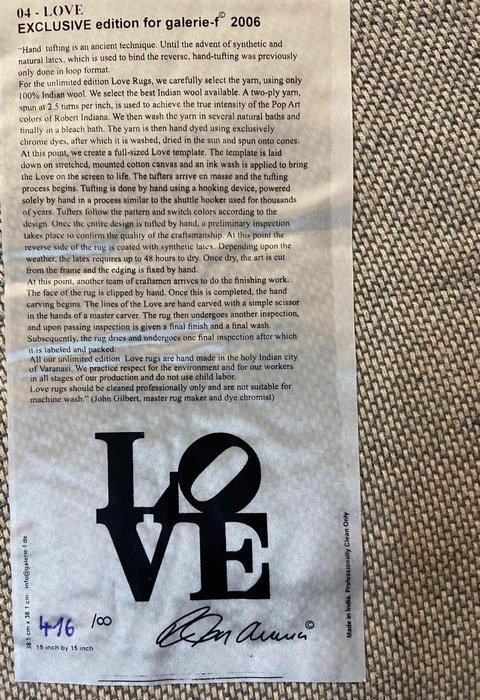 04 - LOVE
EXCLUSIVE edition for galerie-f© 2006
"Hand tufting is an ancient technique. Until the advent of synthetic and
natural latex, which is used to bind the reverse, hand-tufting was previously
only done in loop format.
For the unlimited edition Love Rugs, we carefully select the yarn, using only
100% Indian wool. We select the best Indian wool available. A two-ply yarn,
spun at 2.5 turns per inch, is used to achieve the true intensity of the Pop Art
colors of Robert Indiana. We then wash the yarn in several natural baths and
finally in a bleach bath. The yarn is then hand dyed using exclusively
chrome dyes, after which it is washed, dried in the sun and spun onto cones.
At this point, we create a full-sized Love template. The template is laid
down on stretched, mounted cotton canvas and an ink wash is applied to bring
the Love on the screen to life. The tufters arrive en masse and the tufting
process begins. Tufting is done by hand using a hooking device, powered
solely by hand in a process similar to the shuttle hooker used for thousands
of years. Tufters follow the pattern and switch colors according to the
design. Once the entire design is tufted by hand, a preliminary inspection
takes place to confirm the quality of the craftsmanship. At this point the
reverse side of the rug is coated with synthetic latex. Depending upon the
weather, the latex requires up to 48 hours to dry. Once dry, the art is cut
from the frame and the edging is fixed by hand.
At this point, another team of craftsmen arrives to do the finishing work.
The face of the rug is clipped by hand. Once this is completed, the hand
carving begins. The lines of the Love are hand carved with a simple scissor
in the hands of a master carver. The rug then undergoes another inspection,
and upon passing inspection is given a final finish and a final wash.
Subsequently, the rug dries and undergoes one final inspection after which
it is labeled and packed.
All our unlimited edition Love rugs are hand made in the holy Indian city
of Varanasi. We practice respect for the environment and for our workers
in all stages of our production and do not use child labor.
Love rugs should be cleaned professionally only and are not suitable for
machine wash." (John Gilbert, master rug maker and dye chromist)
LO
VE
38.1 cm x 38.1 cm info@galerie-f.de
416 /∞
15 inch by 15 inch
©
Made in India. Professionally Clean Only